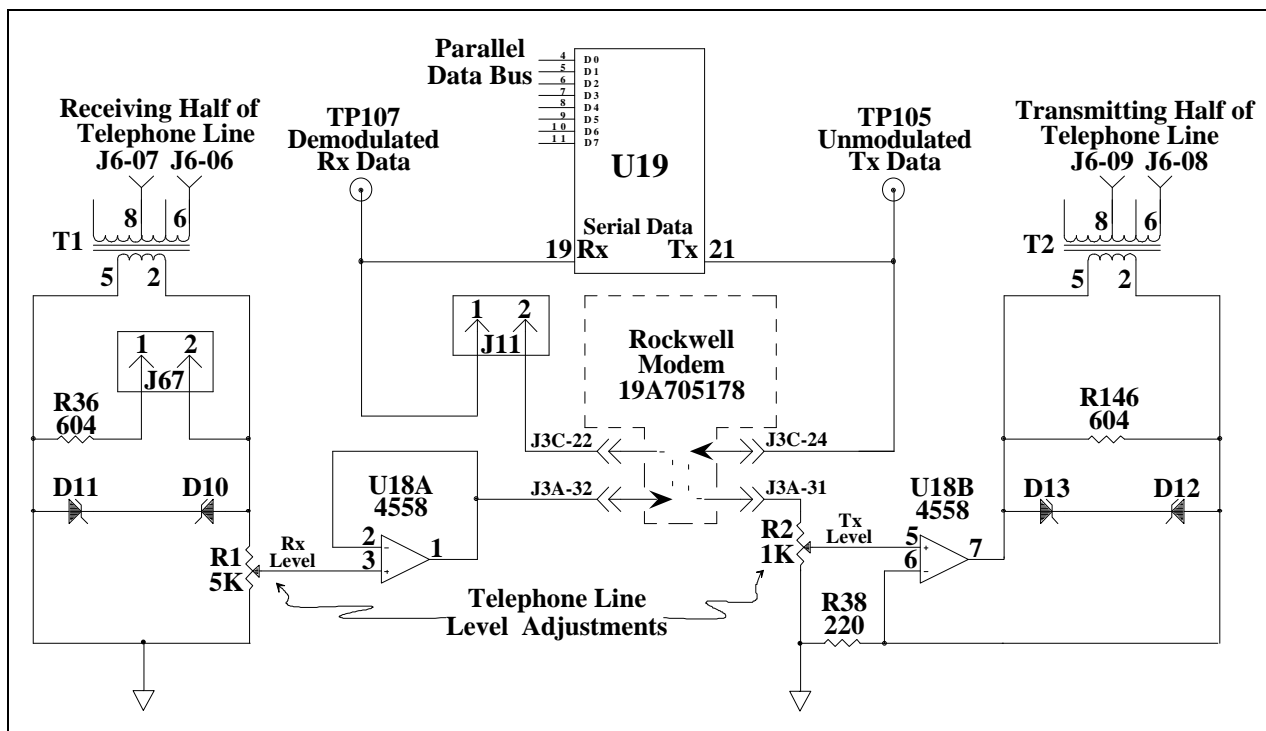 Parallel
Data Bus
4 D0
5 D1
6 D2
7 D3
8 D4
9 D5
10 D6
11 D7
U19
Serial Data
19 Rx
Tx 21
Receiving Half of
Telephone Line
J6-07 J6-06
8 6
T1
5 2
1 2
J67
R36
604
D11
D10
R1
5K
Rx
Level
TP107
Demodulated
Rx Data
1 2
J11
U18A
4558
2 -
3 +
1
Rockwell
Modem
19A705178
J3C-22
J3C-24
J3A-32
J3A-31
TP105
Unmodulated
Tx Data
Transmitting Half of
Telephone Line
J6-09 J6-08
8 6
T2
5 2
R146
604
D13
D12
R2
1K
Tx
Level
U18B
4558
5 +
6 -
7
R38
220
Telephone Line
Level Adjustments